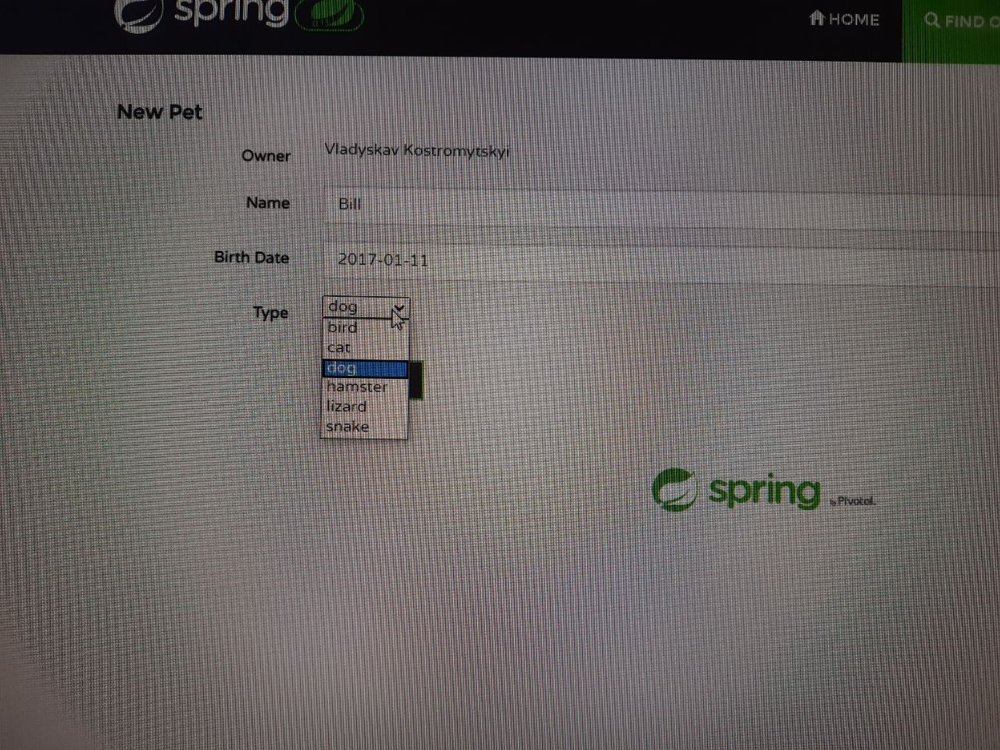 spring
HOME
FIND O
New Pet
Owner Vladyskav Kostromytskyi
Name Bill
Birth Date 2017-01-11
Type dog
bird
cat
dog
hamster
lizard
snake
spring by Pivotal.